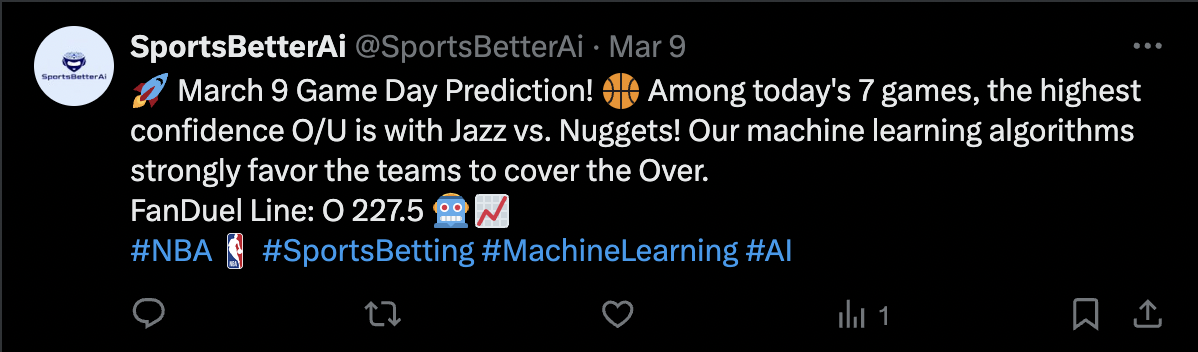 SportsBetterAi @SportsBetterAi · Mar 9
SportsBetterAi
🚀 March 9 Game Day Prediction! 🏀 Among today's 7 games, the highest
confidence O/U is with Jazz vs. Nuggets! Our machine learning algorithms
strongly favor the teams to cover the Over.
FanDuel Line: O 227.5 🤖📈
#NBA #SportsBetting #MachineLearning #AI
1